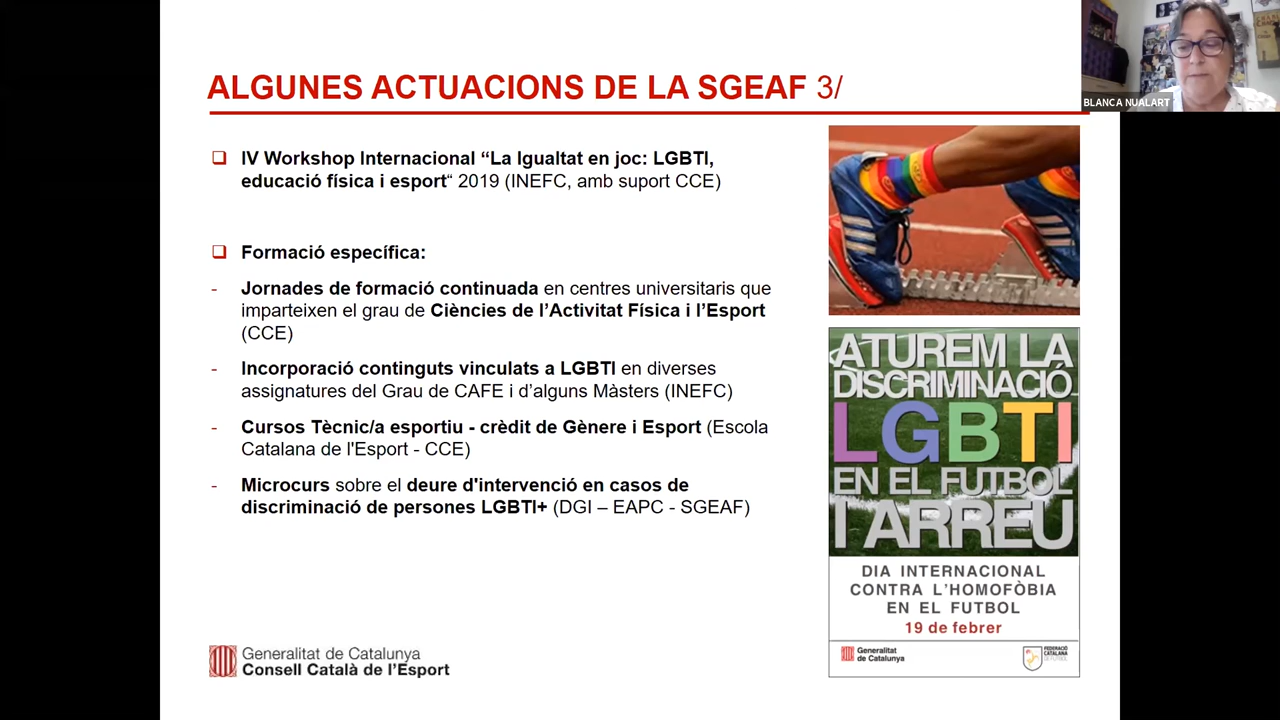 ALGUNES ACTUACIONS DE LA SGEAF 3/
BLANCA NUALART
❑ IV Workshop Internacional “La Igualtat en joc: LGBTI,
educació física i esport“ 2019 (INEFC, amb suport CCE)
❑ Formació específica:
- Jornades de formació continuada en centres universitaris que
imparteixen el grau de Ciències de l’Activitat Física i l’Esport
(CCE)
- Incorporació continguts vinculats a LGBTI en diverses
assignatures del Grau de CAFE i d’alguns Màsters (INEFC)
- Cursos Tècnic/a esportiu - crèdit de Gènere i Esport (Escola
Catalana de l'Esport - CCE)
- Microcurs sobre el deure d'intervenció en casos de
discriminació de persones LGBTI+ (DGI – EAPC - SGEAF)
ATUREM LA
DISCRIMINACIÓ
LGBTI
EN EL FUTBOL
I ARREU
DIA INTERNACIONAL
CONTRA L’HOMOFÒBIA
EN EL FUTBOL
19 de febrer
Generalitat
de Catalunya
FEDERACIÓ
CATALANA
DE FUTBOL
Generalitat de Catalunya
Consell Català de l’Esport